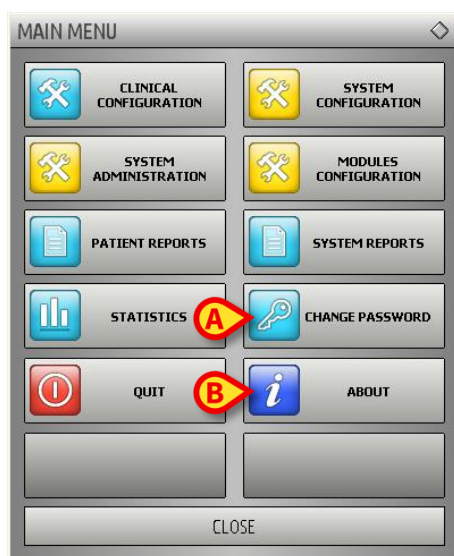 MAIN MENU
CLINICAL
CONFIGURATION
SYSTEM
CONFIGURATION
SYSTEM
ADMINISTRATION
MODULES
CONFIGURATION
PATIENT REPORTS
SYSTEM REPORTS
STATISTICS
A
CHANGE PASSWORD
QUIT
B
i
ABOUT
CLOSE